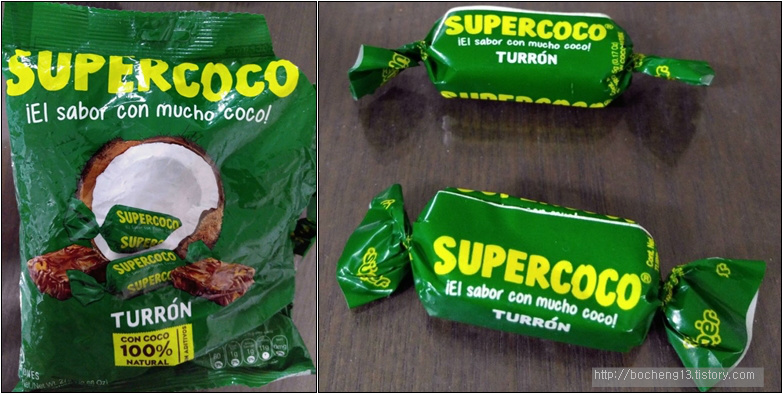 SUPERCOCO
¡El sabor con mucho coco!
SUPERCOCO
SUPERCOCO
TURRÓN
CON COCO
100%
NATURAL
SUPERCOCO®
¡El sabor con mucho coco!
TURRÓN
SUPERCOCO
SUPERCOCO®
¡El sabor con mucho coco!
TURRÓN
súper
http://bocheng13.tistory.com